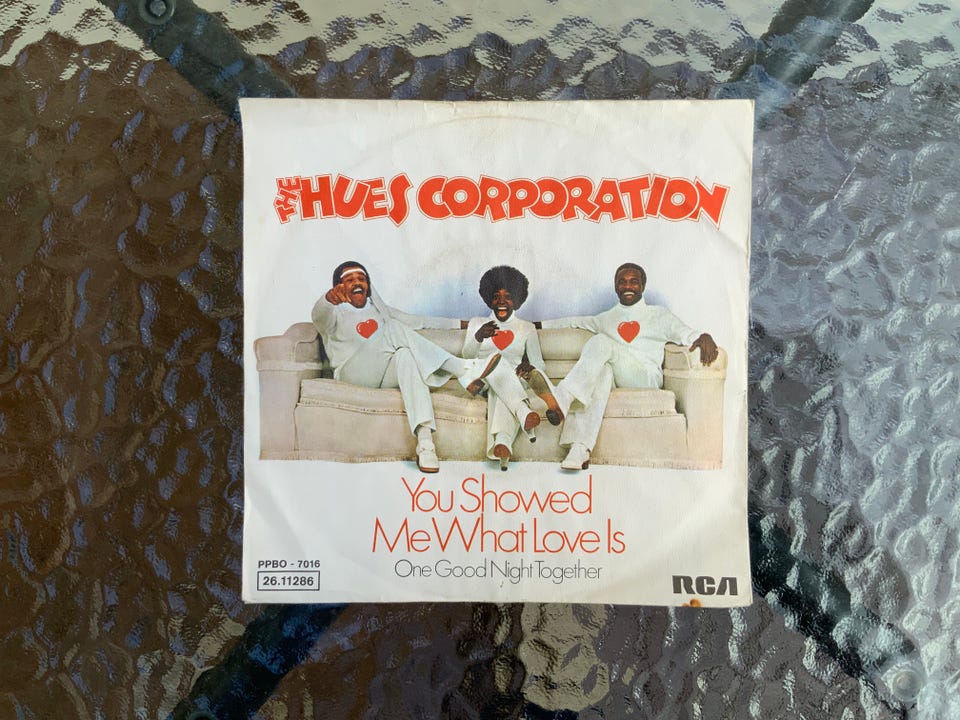 THE HUES CORPORATION
You Showed
Me What Love Is
One Good Night Together
PPBO - 7016
26.11286
RCA